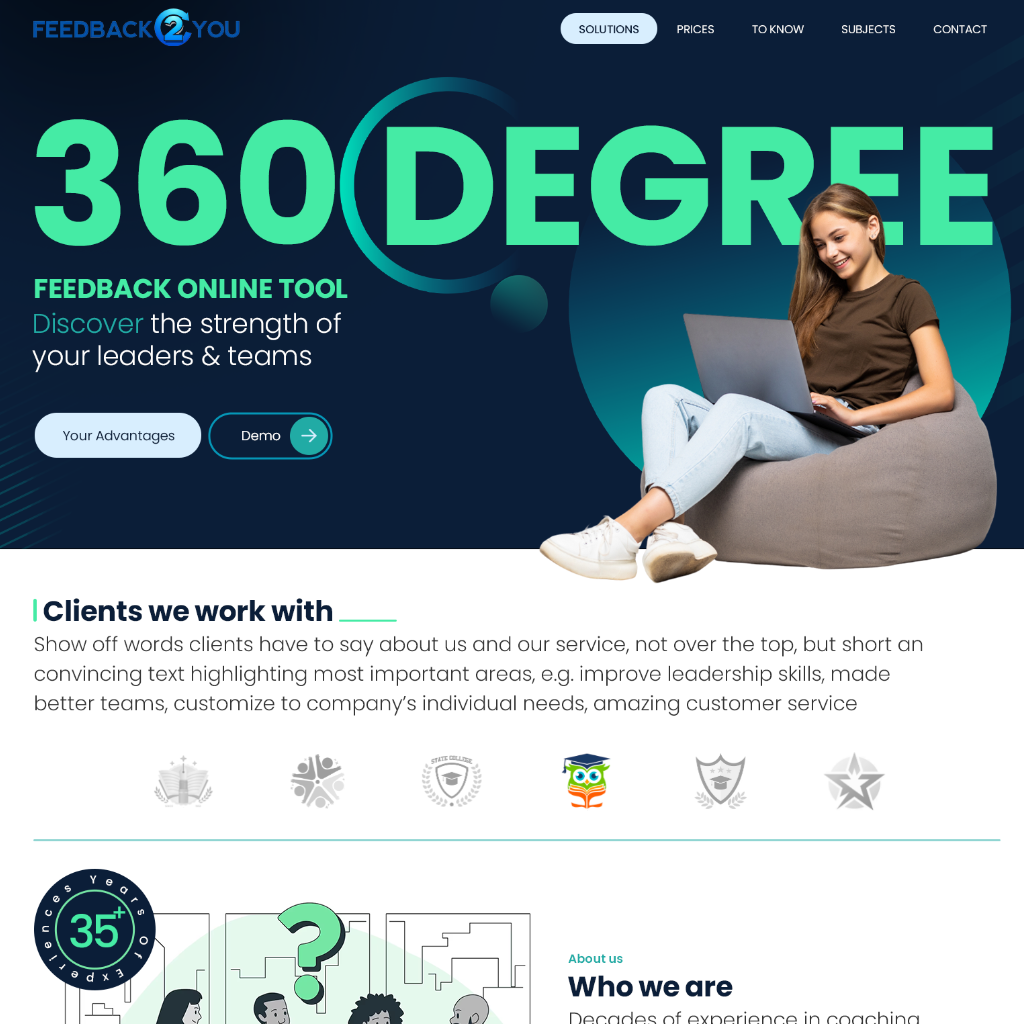 FEEDBACK 2 YOU
SOLUTIONS
PRICES
TO KNOW
SUBJECTS
CONTACT
360 DEGREE
FEEDBACK ONLINE TOOL
Discover the strength of
your leaders & teams
Your Advantages
Demo
Clients we work with
Show off words clients have to say about us and our service, not over the top, but short an
convincing text highlighting most important areas, e.g. improve leadership skills, made
better teams, customize to company’s individual needs, amazing customer service
STATE COLLEGE
Years Of Experiences
35+
?
About us
Who we are
Decades of experience in coaching